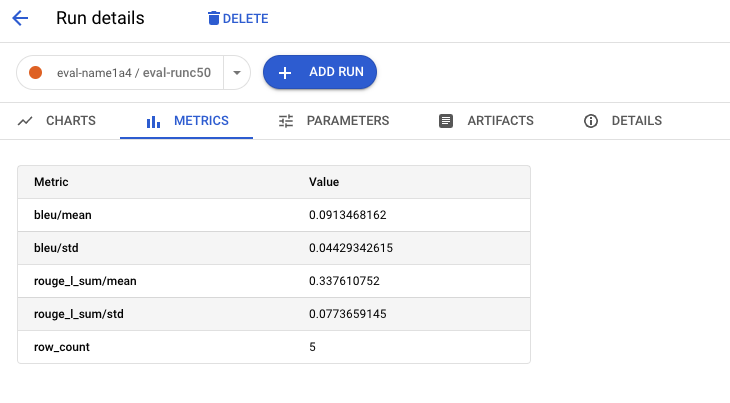 Run details DELETE
eval-name1a4 / eval-runc50 ADD RUN
CHARTS METRICS PARAMETERS ARTIFACTS DETAILS
Metric Value
bleu/mean 0.0913468162
bleu/std 0.04429342615
rouge_l_sum/mean 0.337610752
rouge_l_sum/std 0.0773659145
row_count 5